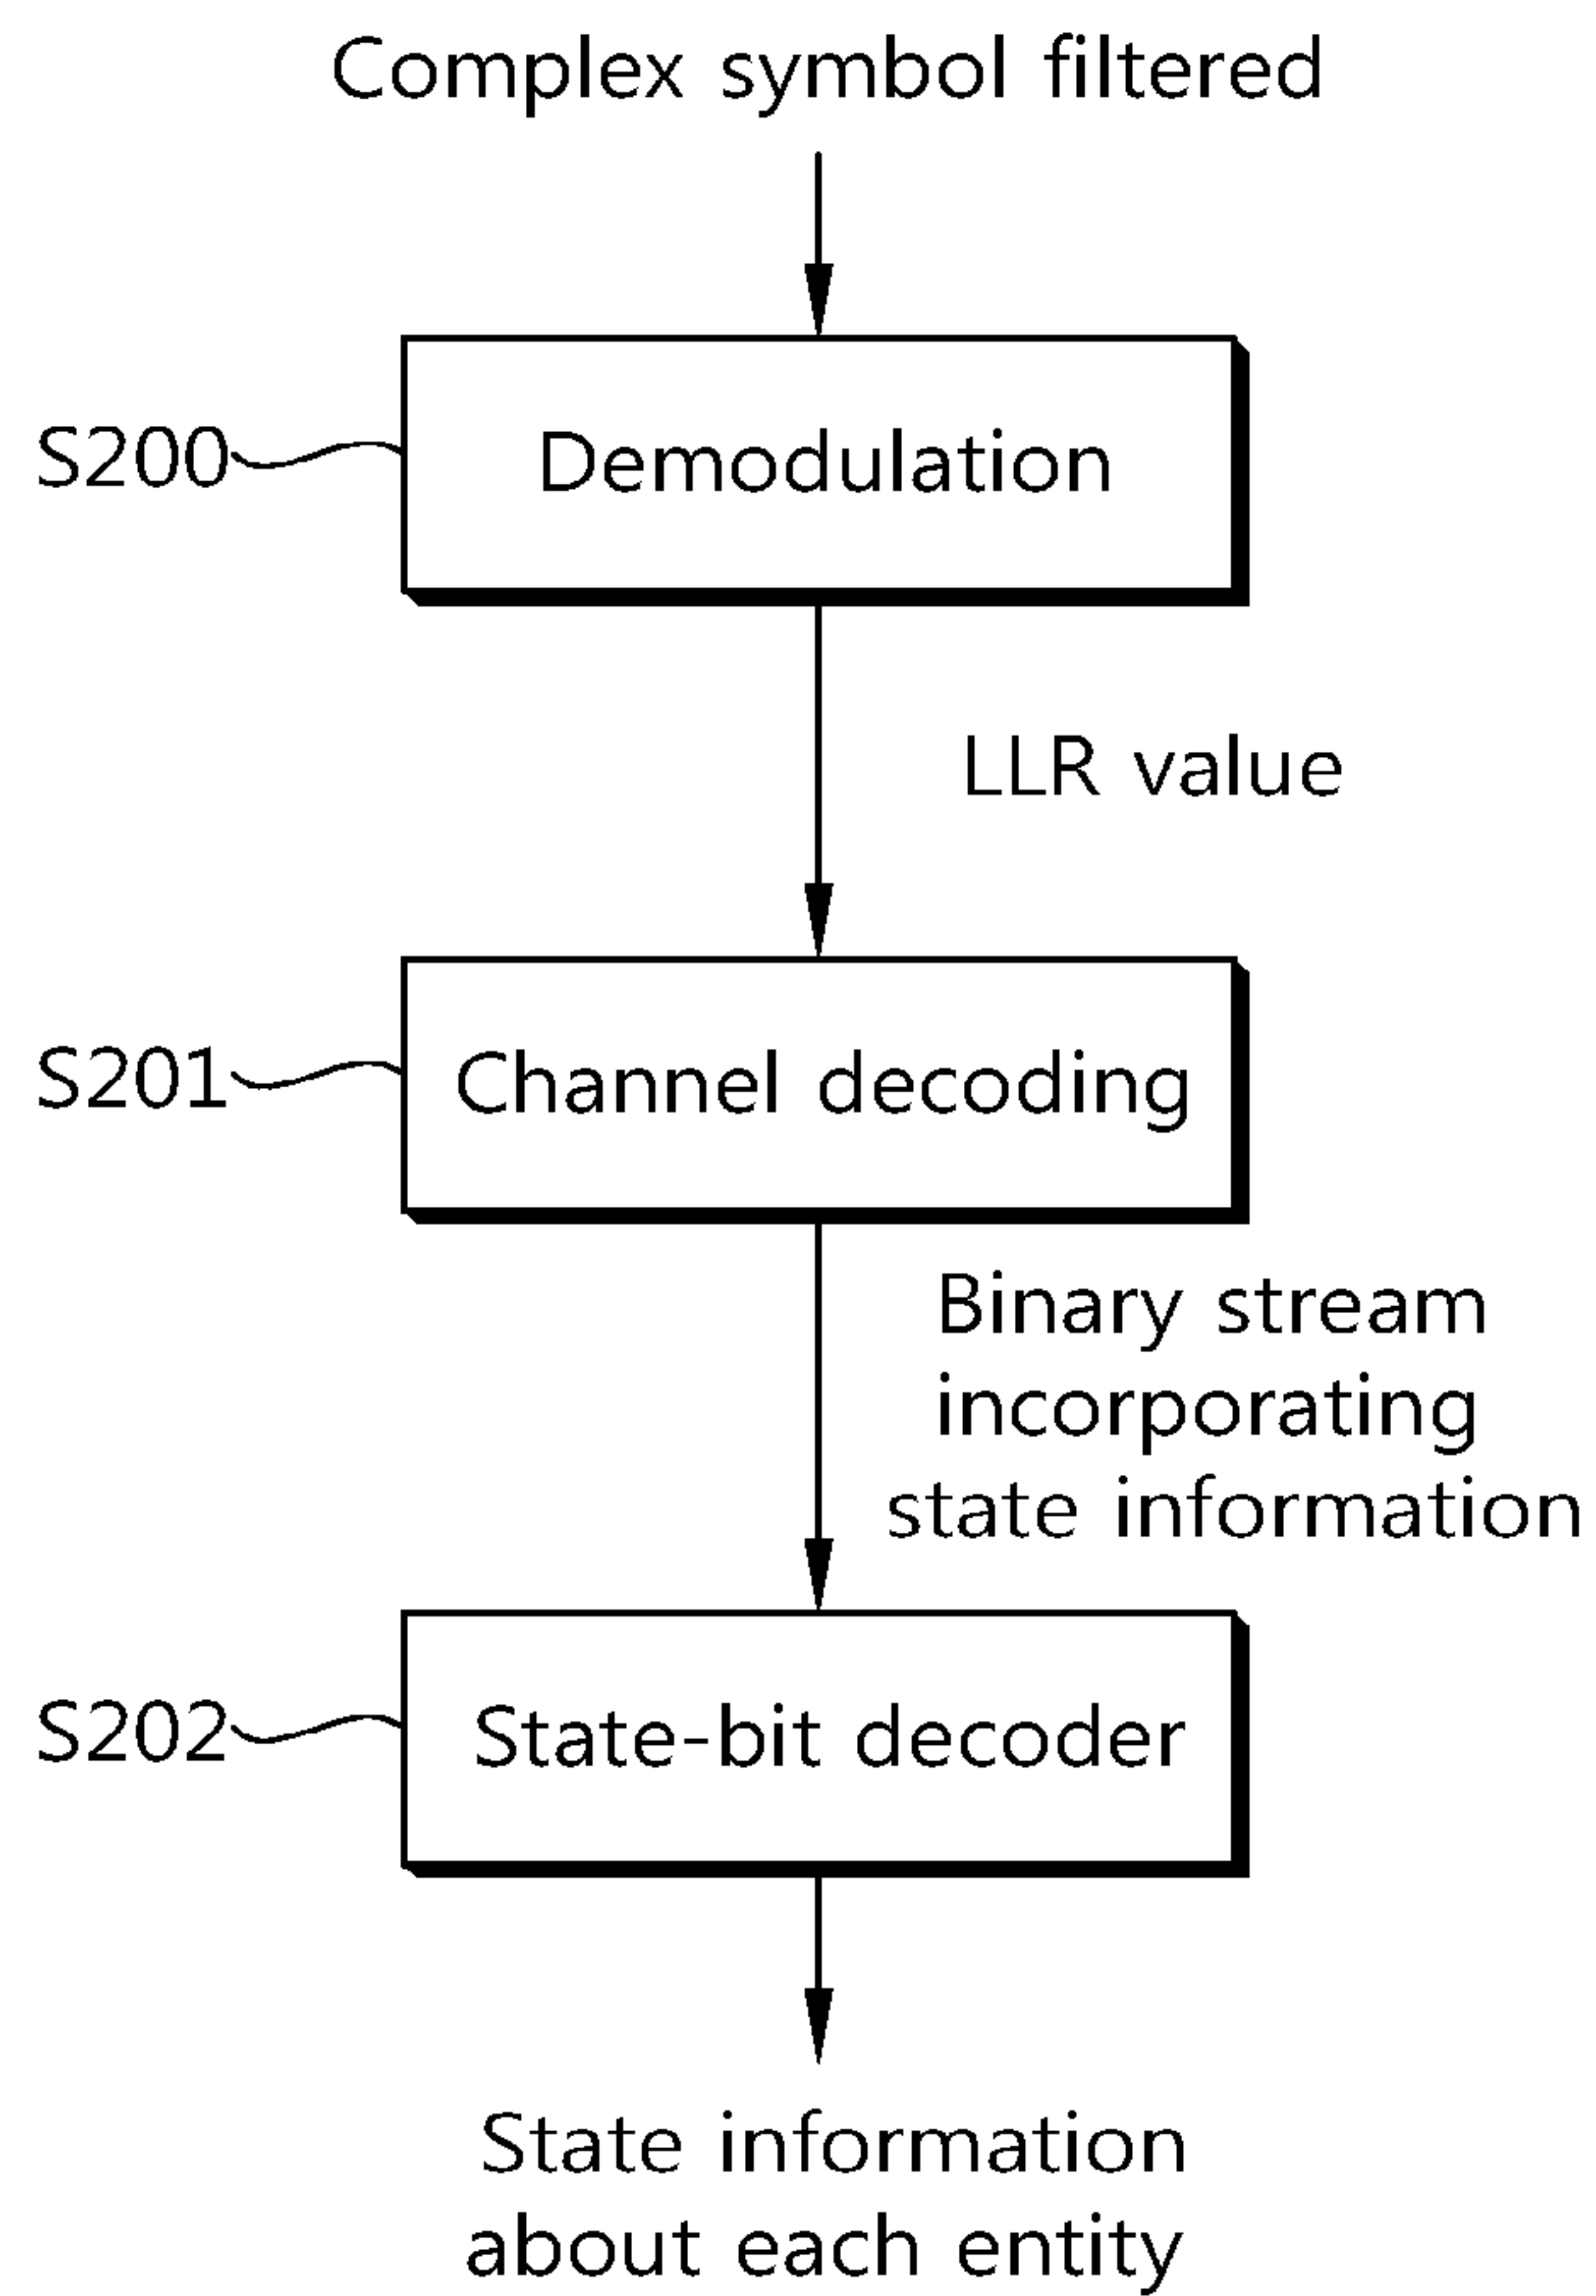 Complex symbol filtered
S200
Demodulation
LLR value
S201
Channel decoding
Binary stream
incorporating
state information
S202
State-bit decoder
State information
about each entity